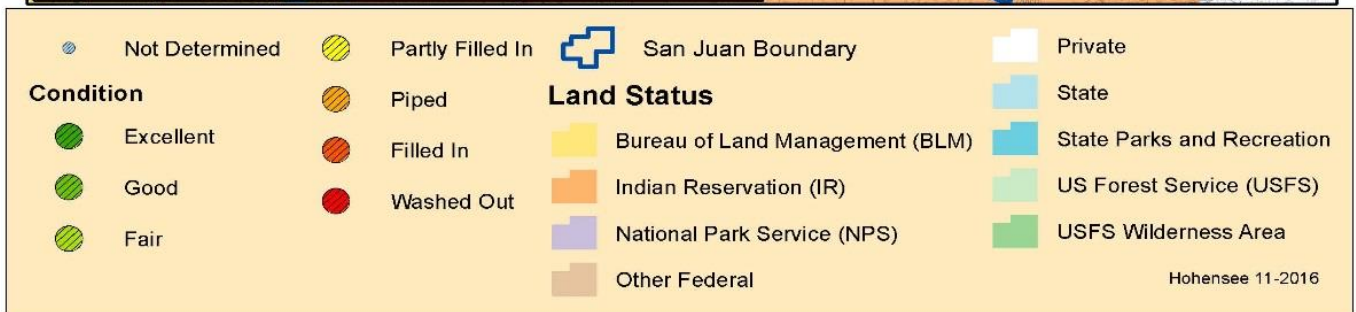 Not Determined
Condition
Excellent
Good
Fair
Partly Filled In
Piped
Filled In
Washed Out
San Juan Boundary
Land Status
Bureau of Land Management (BLM)
Indian Reservation (IR)
National Park Service (NPS)
Other Federal
Private
State
State Parks and Recreation
US Forest Service (USFS)
USFS Wilderness Area
Hohensee 11-2016